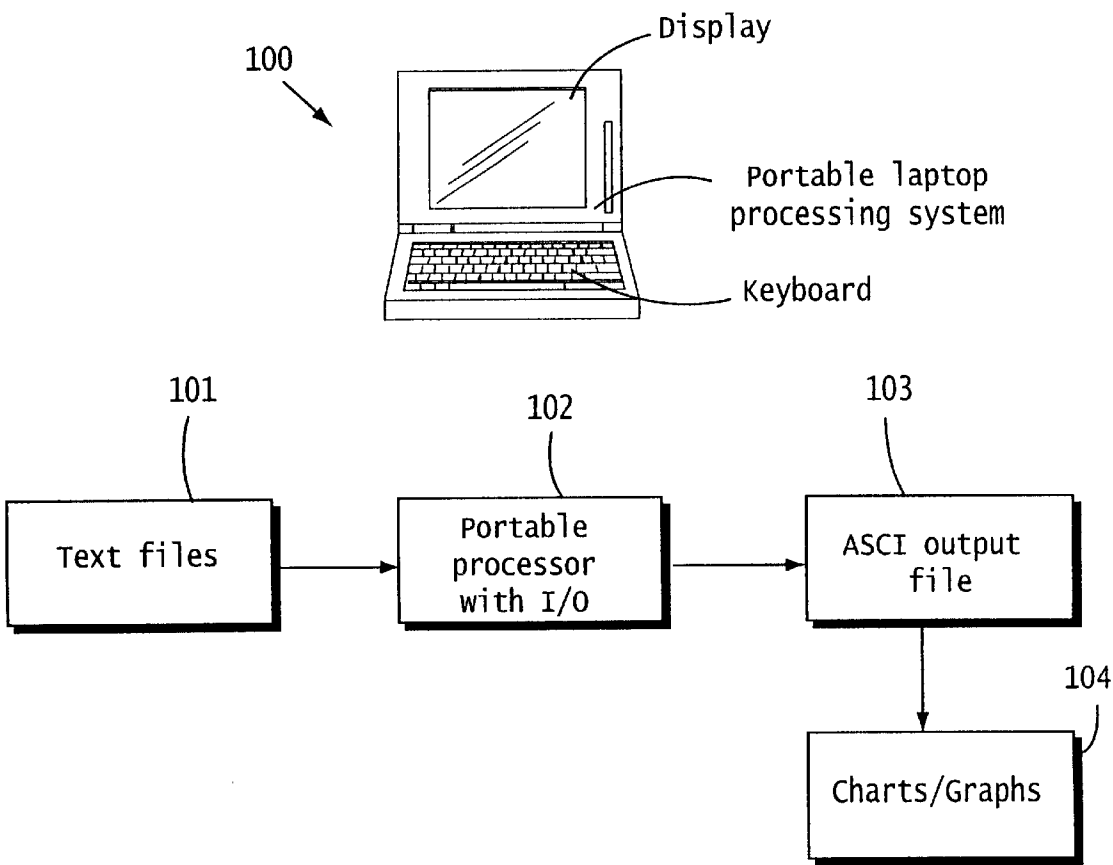 Display
100
Portable laptop
processing system
Keyboard
101
102
103
Text files
Portable
processor
with I/O
ASCI output
file
104
Charts/Graphs